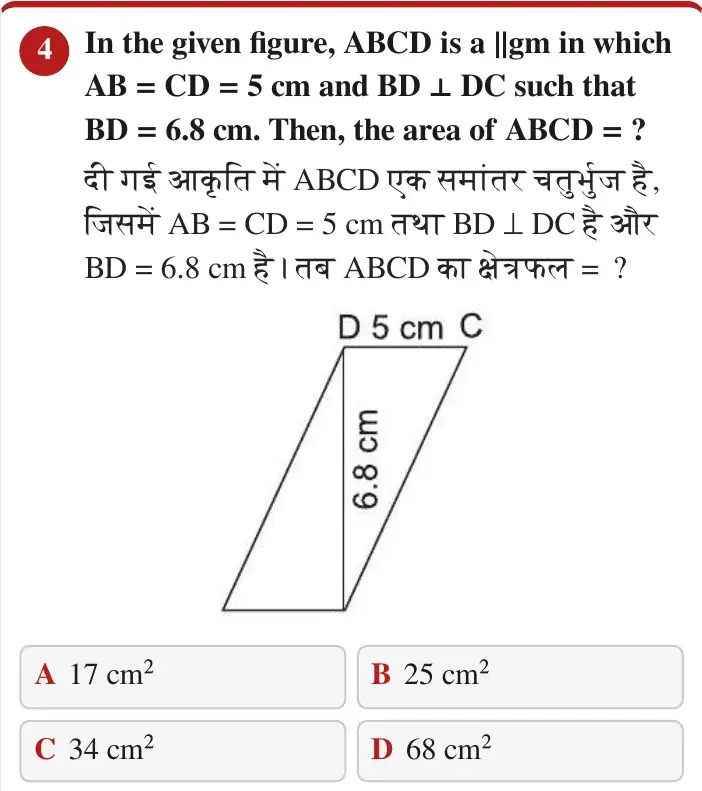 4 In the given figure, ABCD is a ||gm in which
AB = CD = 5 cm and BD ⊥ DC such that
BD = 6.8 cm. Then, the area of ABCD = ?
दी गई आकृति में ABCD एक समांतर चतुर्भुज है,
जिसमें AB = CD = 5 cm तथा BD ⊥ DC है और
BD = 6.8 cm है। तब ABCD का क्षेत्रफल = ?
D 5 cm C
6.8 cm
A 17 cm²
B 25 cm²
C 34 cm²
D 68 cm²